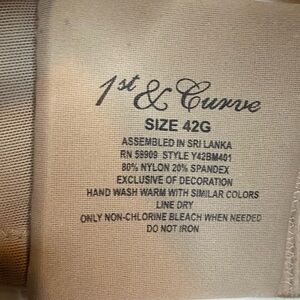 1st & Curve
SIZE 42G
ASSEMBLED IN SRI LANKA
RN 58909 STYLE Y42BM401
80% NYLON 20% SPANDEX
EXCLUSIVE OF DECORATION
HAND WASH WARM WITH SIMILAR COLORS
LINE DRY
ONLY NON-CHLORINE BLEACH WHEN NEEDED
DO NOT IRON